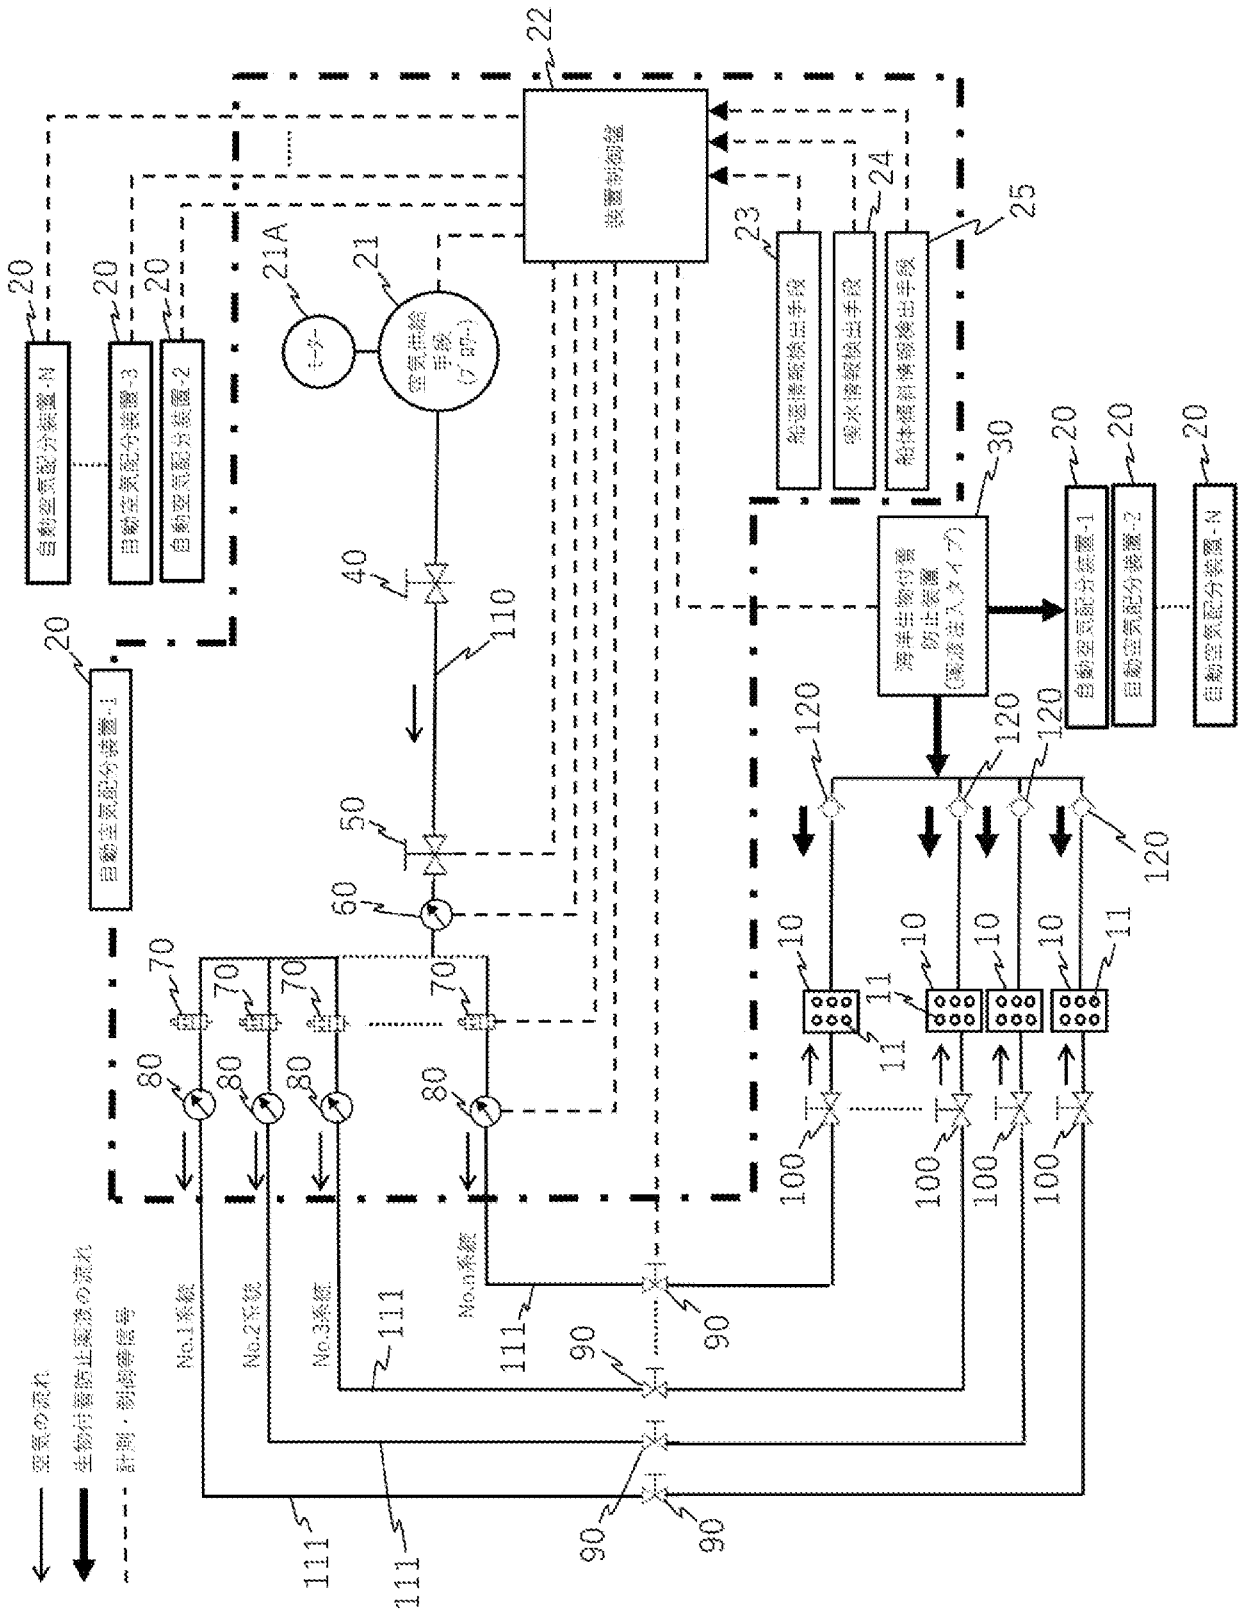 空気の流れ
生物付着防止薬液の流れ
計測・制御等信号
20
自動空気配分装置-N
20
自動空気配分装置-3
20
自動空気配分装置-2
20
自動空気配分装置-1
70
70
70
70
80
80
80
80
No.1系統
No.2系統
No.3系統
No.n系統
111
111
111
111
60
50
40
110
21A
モーター
21
空気供給
手段
(ブロワー)
22
装置制御盤
23
船速情報検出手段
24
喫水情報検出手段
25
船体傾斜情報検出手段
90
90
90
90
100
100
100
100
10
10
10
10
11
11
11
120
120
120
120
30
海洋生物付着
防止装置
(薬液注入タイプ)
20
自動空気配分装置-1
20
自動空気配分装置-2
20
自動空気配分装置-N